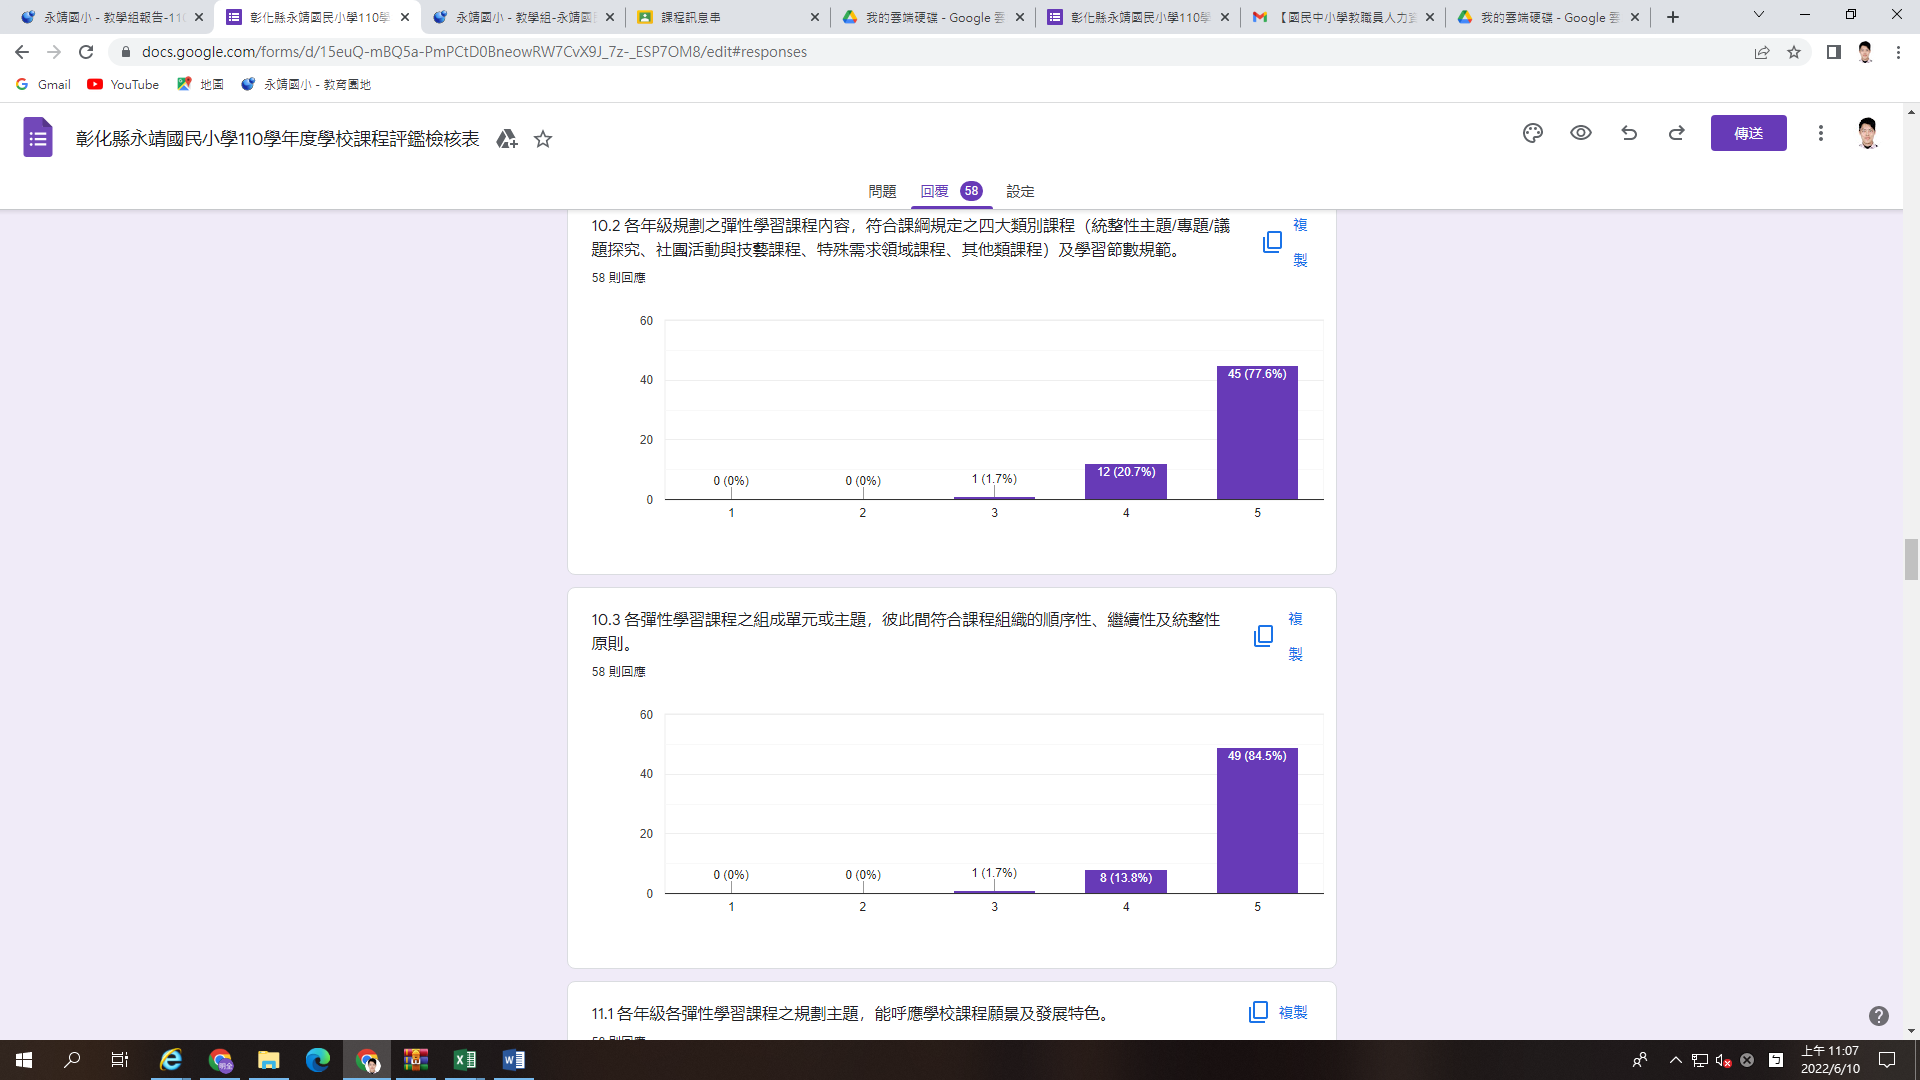 永靖國小 - 教學組報告-110
彰化縣永靖國民小學110學
永靖國小 - 教學組-永靖國
課程訊息串
我的雲端硬碟 - Google 雲
彰化縣永靖國民小學110學
【國民中小學教職員人力資
我的雲端硬碟 - Google 雲
docs.google.com/forms/d/15euQ-mBQ5a-PmPCtD0BneowRW7CvX9J_7z-_ESP7OM8/edit#responses
Gmail
YouTube
地圖
永靖國小 - 教育園地
彰化縣永靖國民小學110學年度學校課程評鑑檢核表
傳送
問題
回覆 58
設定
10.2 各年級規劃之彈性學習課程內容，符合課綱規定之四大類別課程（統整性主題/專題/議
題探究、社團活動與技藝課程、特殊需求領域課程、其他類課程）及學習節數規範。
複
製
58 則回應
60
40
20
0
0 (0%)
0 (0%)
1 (1.7%)
12 (20.7%)
45 (77.6%)
1
2
3
4
5
10.3 各彈性學習課程之組成單元或主題，彼此間符合課程組織的順序性、繼續性及統整性
原則。
複
製
58 則回應
60
40
20
0
0 (0%)
0 (0%)
1 (1.7%)
8 (13.8%)
49 (84.5%)
1
2
3
4
5
11.1 各年級各彈性學習課程之規劃主題，能呼應學校課程願景及發展特色。
複製
58 則回應
上午 11:07
2022/6/10